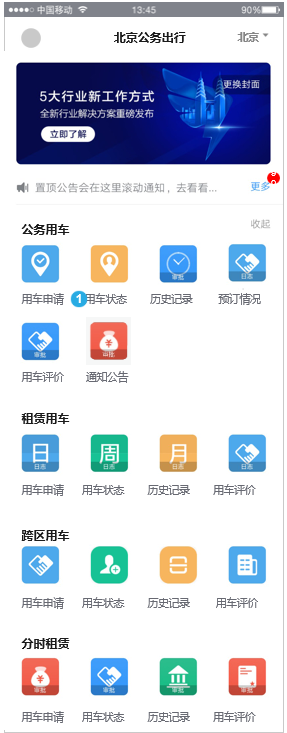 中国移动 13:45 90%
北京公务出行 北京
更换封面
5大行业新工作方式
全新行业解决方案重磅发布
立即了解
置顶公告会在这里滚动通知，去看看... 更多
公务用车 收起
审批 日志
用车申请 1 用车状态 历史记录 预订情况
审批 审批
用车评价 通知公告
租赁用车
日 周 月
日志 日志 日志 日志
用车申请 用车状态 历史记录 用车评价
跨区用车
用车申请 用车状态 历史记录 用车评价
分时租赁
审批 审批 审批 审批
用车申请 用车状态 历史记录 用车评价